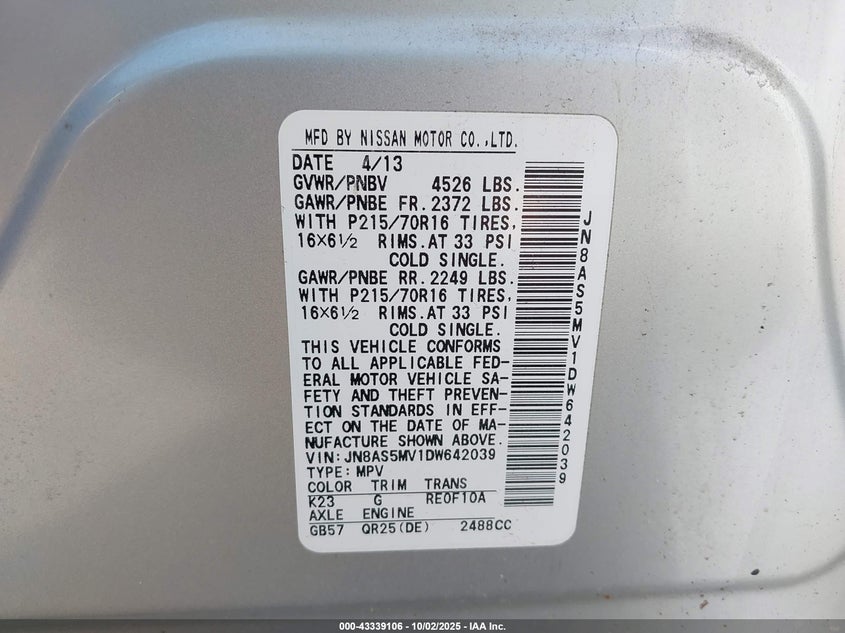 MFD BY NISSAN MOTOR CO.,LTD.
DATE 4/13
GVWR/PNBV 4526 LBS.
GAWR/PNBE FR.2372 LBS.
WITH P215/70R16 TIRES,
16×6½ RIMS.AT 33 PSI
COLD SINGLE.
GAWR/PNBE RR.2249 LBS.
WITH P215/70R16 TIRES,
16×6½ RIMS.AT 33 PSI
COLD SINGLE.
THIS VEHICLE CONFORMS
TO ALL APPLICABLE FED-
ERAL MOTOR VEHICLE SA-
FETY AND THEFT PREVEN-
TION STANDARDS IN EFF-
ECT ON THE DATE OF MA-
NUFACTURE SHOWN ABOVE.
VIN:JN8AS5MV1DW642039
TYPE:MPV
COLOR TRIM TRANS
K23 G RE0F10A
AXLE ENGINE
GB57 QR25(DE) 2488CC
JN8AS5MV1DW642039
000-43339106 - 10/02/2025 - IAA Inc.